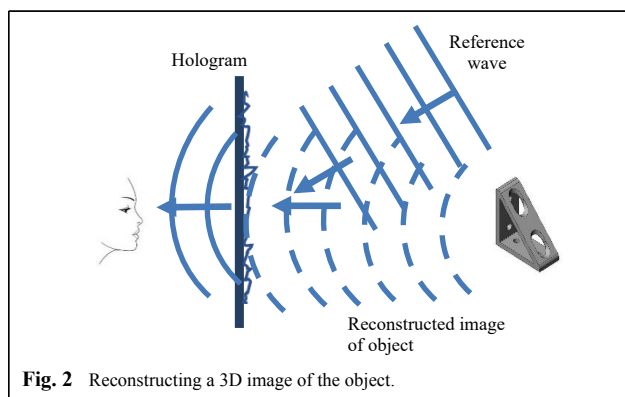 Hologram
Reference
wave
Reconstructed image
of object
Fig. 2 Reconstructing a 3D image of the object.